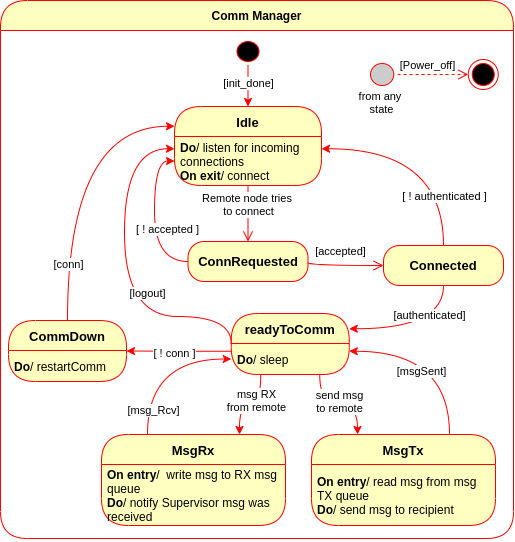 Comm Manager
[Power_off]
[init_done]
from any
state
Idle
Do/ listen for incoming
connections
On exit/ connect
Remote node tries
to connect
[ ! authenticated ]
[ ! accepted ]
ConnRequested
[accepted]
Connected
[conn]
[logout]
[authenticated]
CommDown
Do/ restartComm
readyToComm
Do/ sleep
[ ! conn ]
[msgSent]
msg RX
from remote
send msg
to remote
[msg_Rcv]
MsgRx
On entry/  write msg to RX msg
queue
Do/ notify Supervisor msg was
received
MsgTx
On entry/ read msg from msg
TX queue
Do/ send msg to recipient